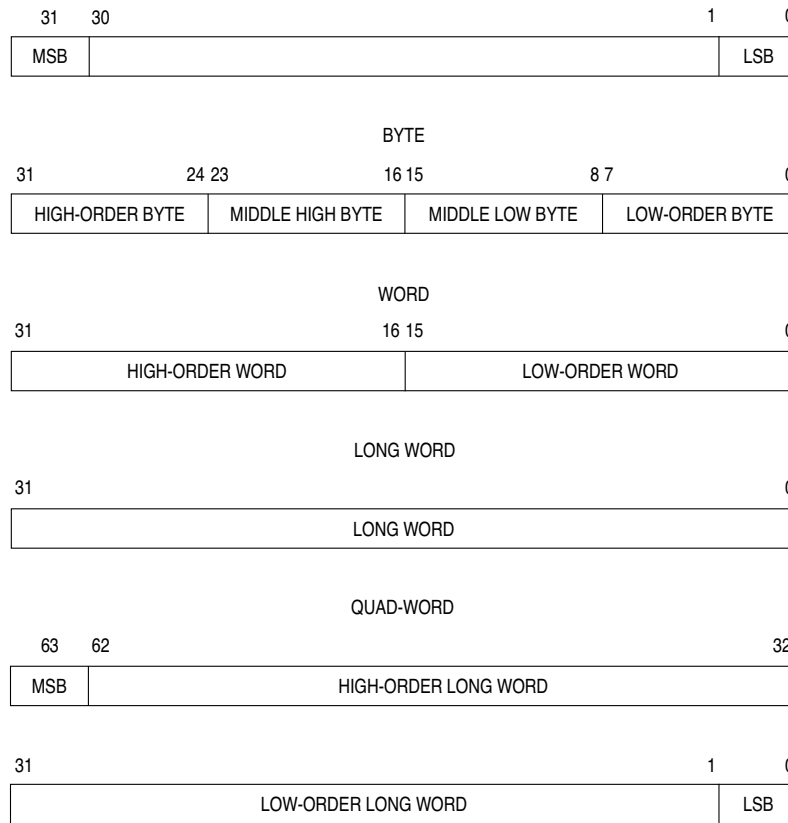 31 30 1 0
MSB LSB
BYTE
31 24 23 16 15 8 7 0
HIGH-ORDER BYTE MIDDLE HIGH BYTE MIDDLE LOW BYTE LOW-ORDER BYTE
WORD
31 16 15 0
HIGH-ORDER WORD LOW-ORDER WORD
LONG WORD
31 0
LONG WORD
QUAD-WORD
63 62 32
MSB HIGH-ORDER LONG WORD
31 1 0
LOW-ORDER LONG WORD LSB